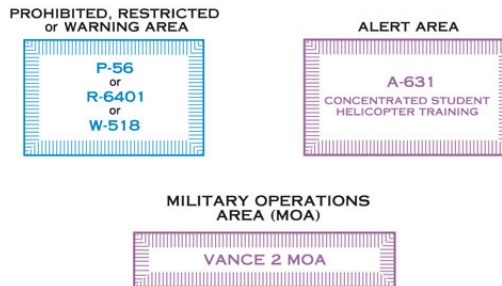 PROHIBITED, RESTRICTED
or WARNING AREA
P-56
or
R-6401
or
W-518
ALERT AREA
A-631
CONCENTRATED STUDENT
HELICOPTER TRAINING
MILITARY OPERATIONS
AREA (MOA)
VANCE 2 MOA